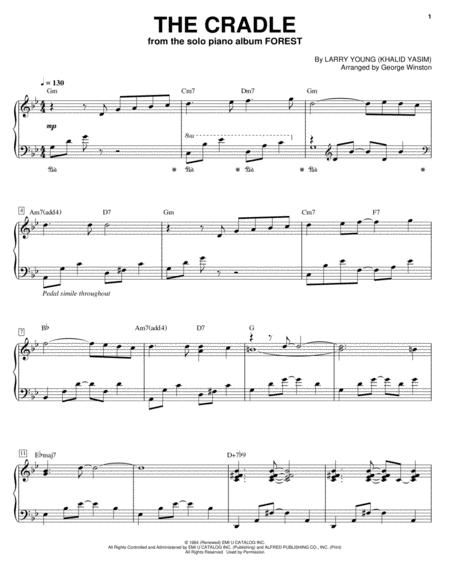 THE CRADLE
1
from the solo piano album FOREST
By LARRY YOUNG (KHALID YASIM)
Arranged by George Winston
♩ = 130
Gm Cm7 Dm7 Gm
mp
8va
4
Am7(add4) D7 Gm Cm7 F7
Pedal simile throughout
7
B♭ Am7(add4) D7 G
11
E♭maj7 D+7♭9
© 1964 (Renewed) EMI U CATALOG INC.
All Rights Controlled and Administered by EMI U CATALOG INC. (Publishing) and ALFRED PUBLISHING CO., INC. (Print)
All Rights Reserved Used by Permission